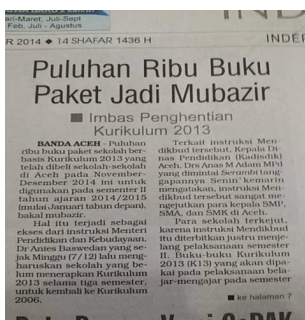 ari-Maret, Juli-Sept
Feb, Juli - Agustus
R 2014 ◆ 14 SHAFAR 1436 H
INDEP
Puluhan Ribu Buku
Paket Jadi Mubazir
■ Imbas Penghentian
Kurikulum 2013
BANDA ACEH - Puluhan
ribu buku paket sekolah ber-
basis Kurikulum 2013 yang
telah dibeli sekolah-sekolah
di Aceh pada November-
Desember 2014 ini untuk
digunakan pada semester II
tahun ajaran 2014/2015
(mulai Januari tahun depan),
bakal mubazir.
Hal itu terjadi sebagai
ekses dari instruksi Menteri
Pendidikan dan Kebudayaan,
Dr Anies Baswedan yang se-
jak Minggu (7/12) lalu meng-
haruskan sekolah yang be-
lum menerapkan Kurikulum
2013 selama tiga semester,
untuk kembali ke Kurikulum
2006.
Terkait instruksi Men-
dikbud tersebut, Kepala Di-
nas Pendidikan (Kadisdik)
Aceh, Drs Anas M Adam MPd
yang dimintai Serambi tang-
gapannya Senin kemarin
mengatakan, instruksi Men-
dikbud tersebut sangat me-
ngejutkan para kepala SMP,
SMA, dan SMK di Aceh.
Para sekolah terkejut,
karena instruksi Mendikbud
itu diterbitkan justru menje-
lang pelaksanaan semester
II. Buku-buku Kurikulum
2013 (K13) yang akan dipa-
kai pada pelaksanaan bela-
jar-mengajar pada semester
■ ke halaman 7